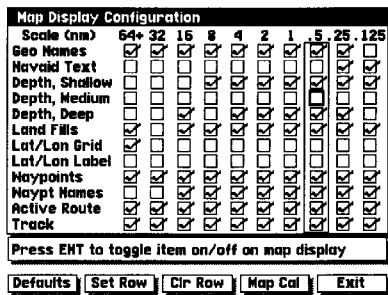 Map Display Configuration
Scale (nm) 64+ 32 16 8 4 2 1 .5 .25 .125
Geo Names
Navaid Text
Depth, Shallow
Depth, Medium
Depth, Deep
Land Fills
Lat/Lon Grid
Lat/Lon Label
Waypoints
Waypt Names
Active Route
Track
Press ENT to toggle item on/off on map display
Defaults Set Row Clr Row Map Cal Exit